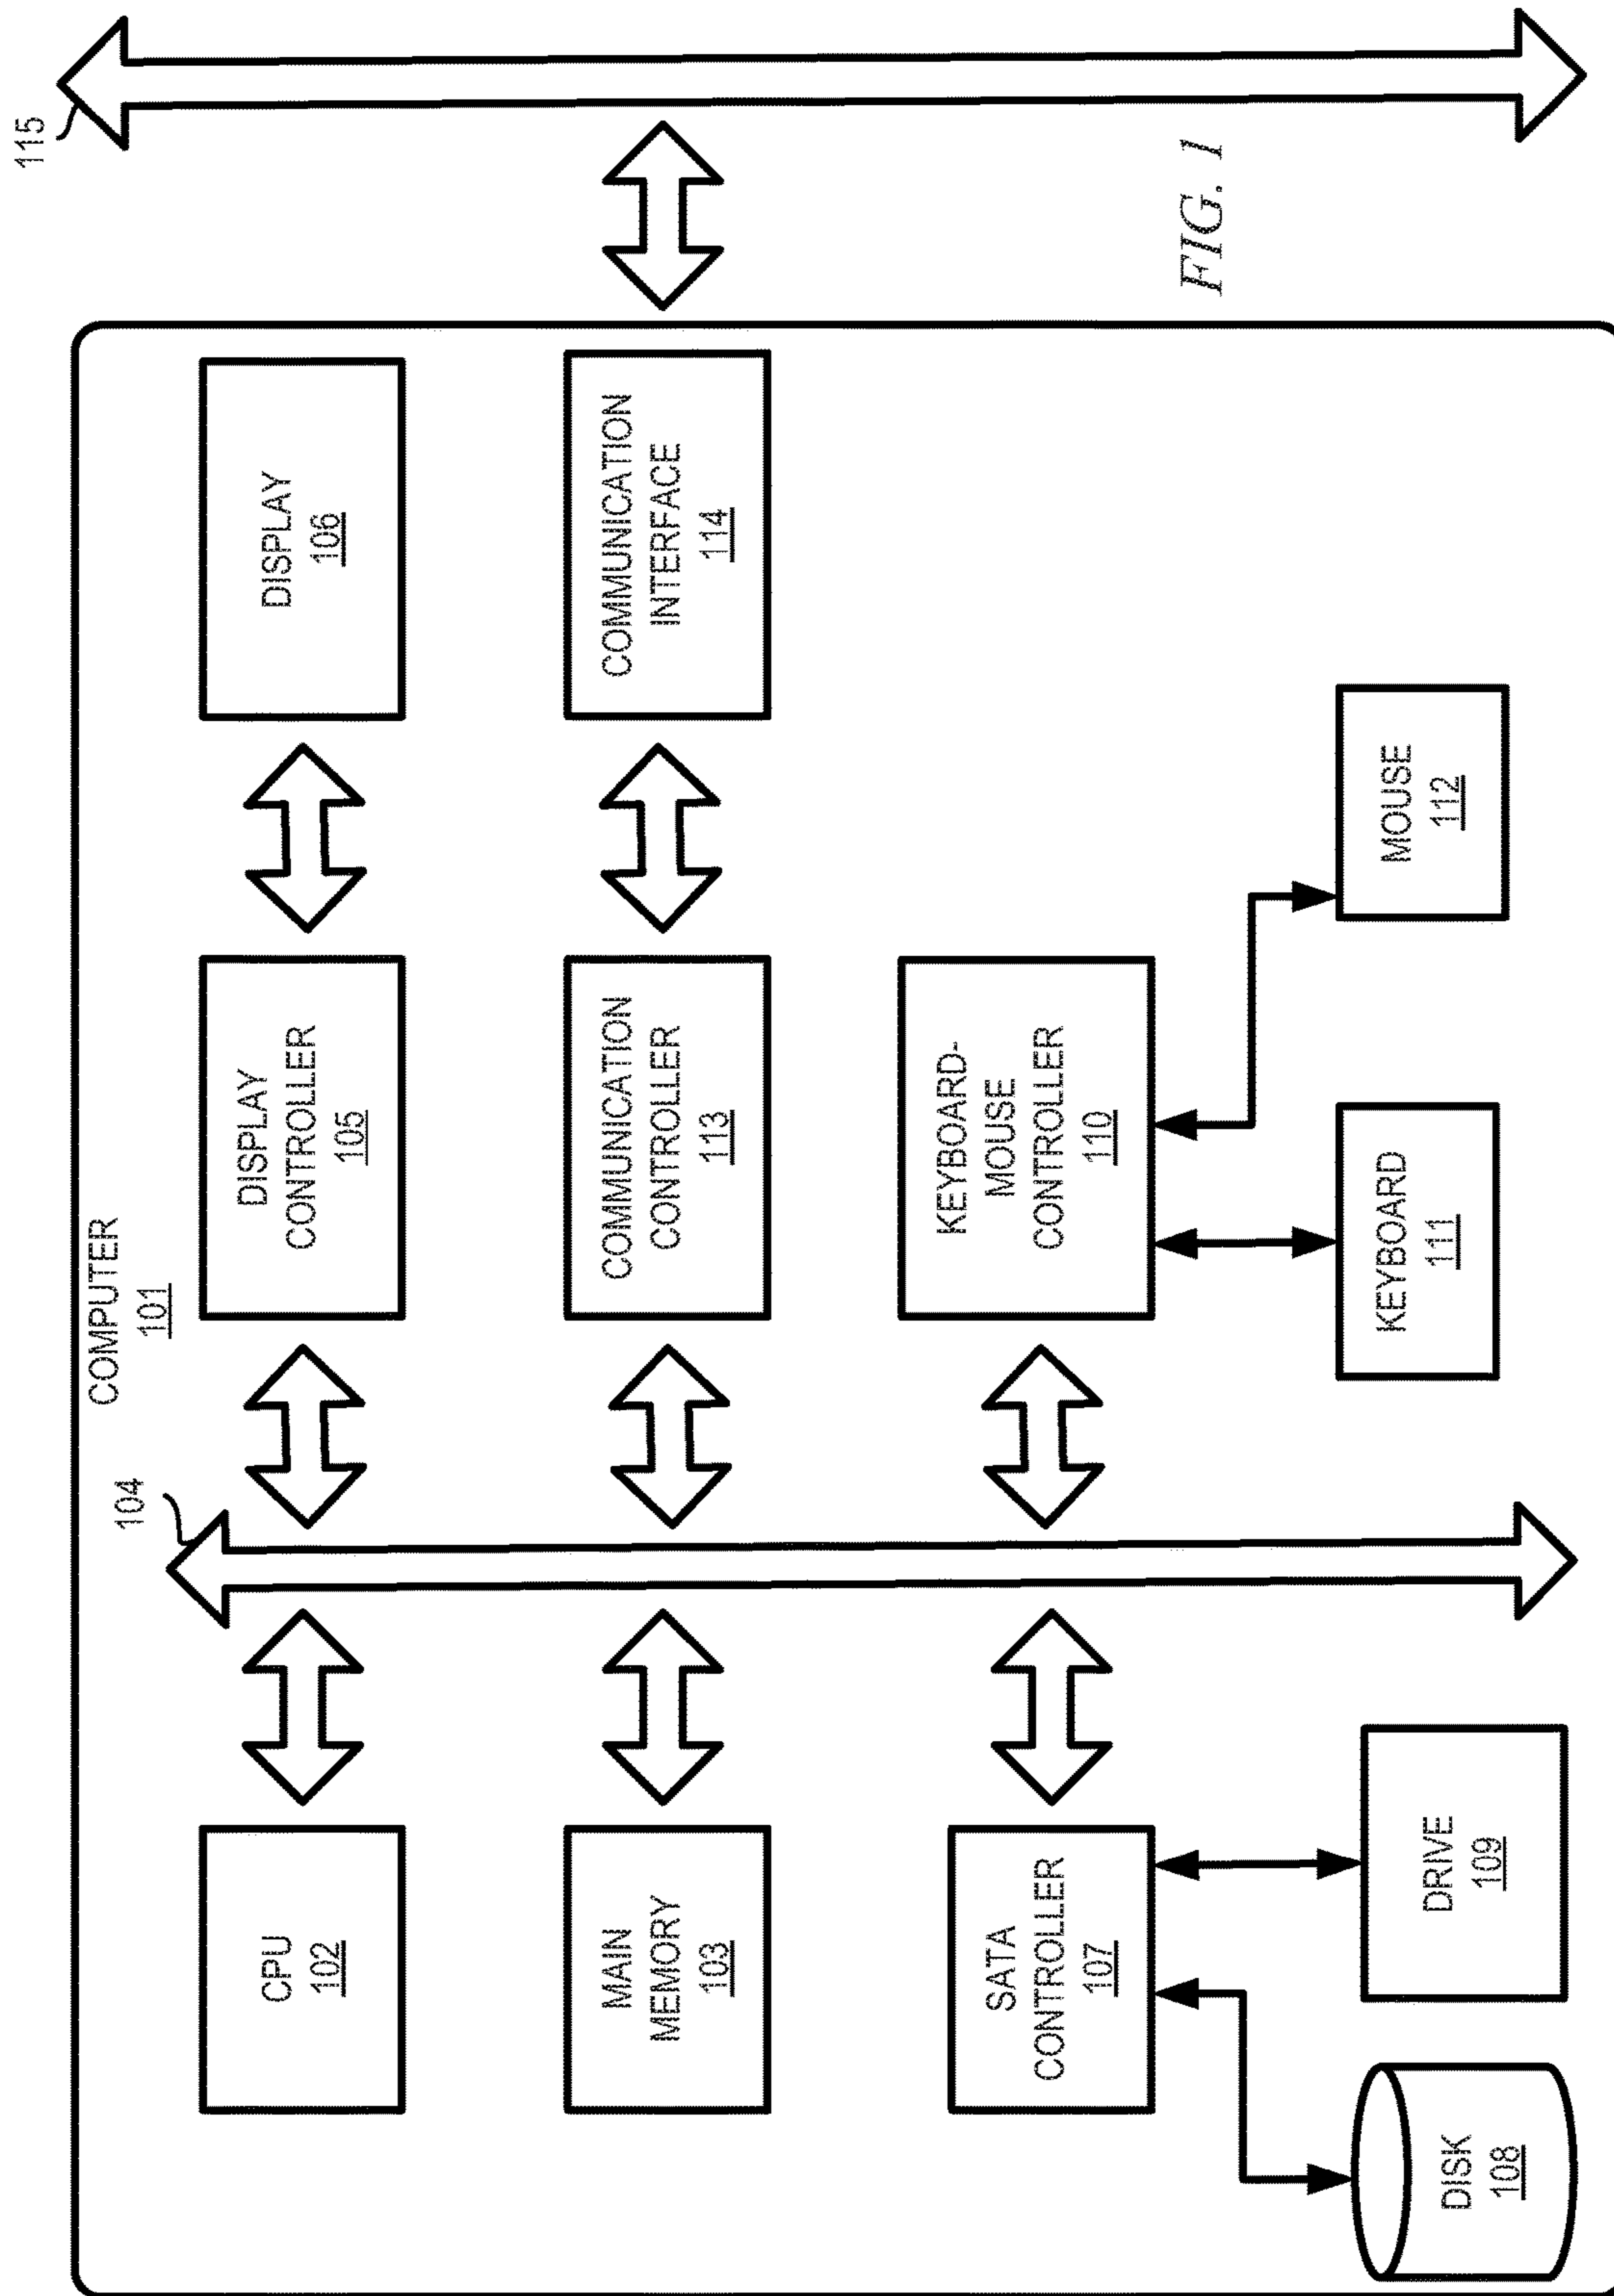 COMPUTER
101
104
115
CPU
102
DISPLAY
CONTROLLER
105
DISPLAY
106
MAIN
MEMORY
103
COMMUNICATION
CONTROLLER
113
COMMUNICATION
INTERFACE
114
SATA
CONTROLLER
107
KEYBOARD-
MOUSE
CONTROLLER
110
DISK
108
DRIVE
109
KEYBOARD
111
MOUSE
112
FIG. 1